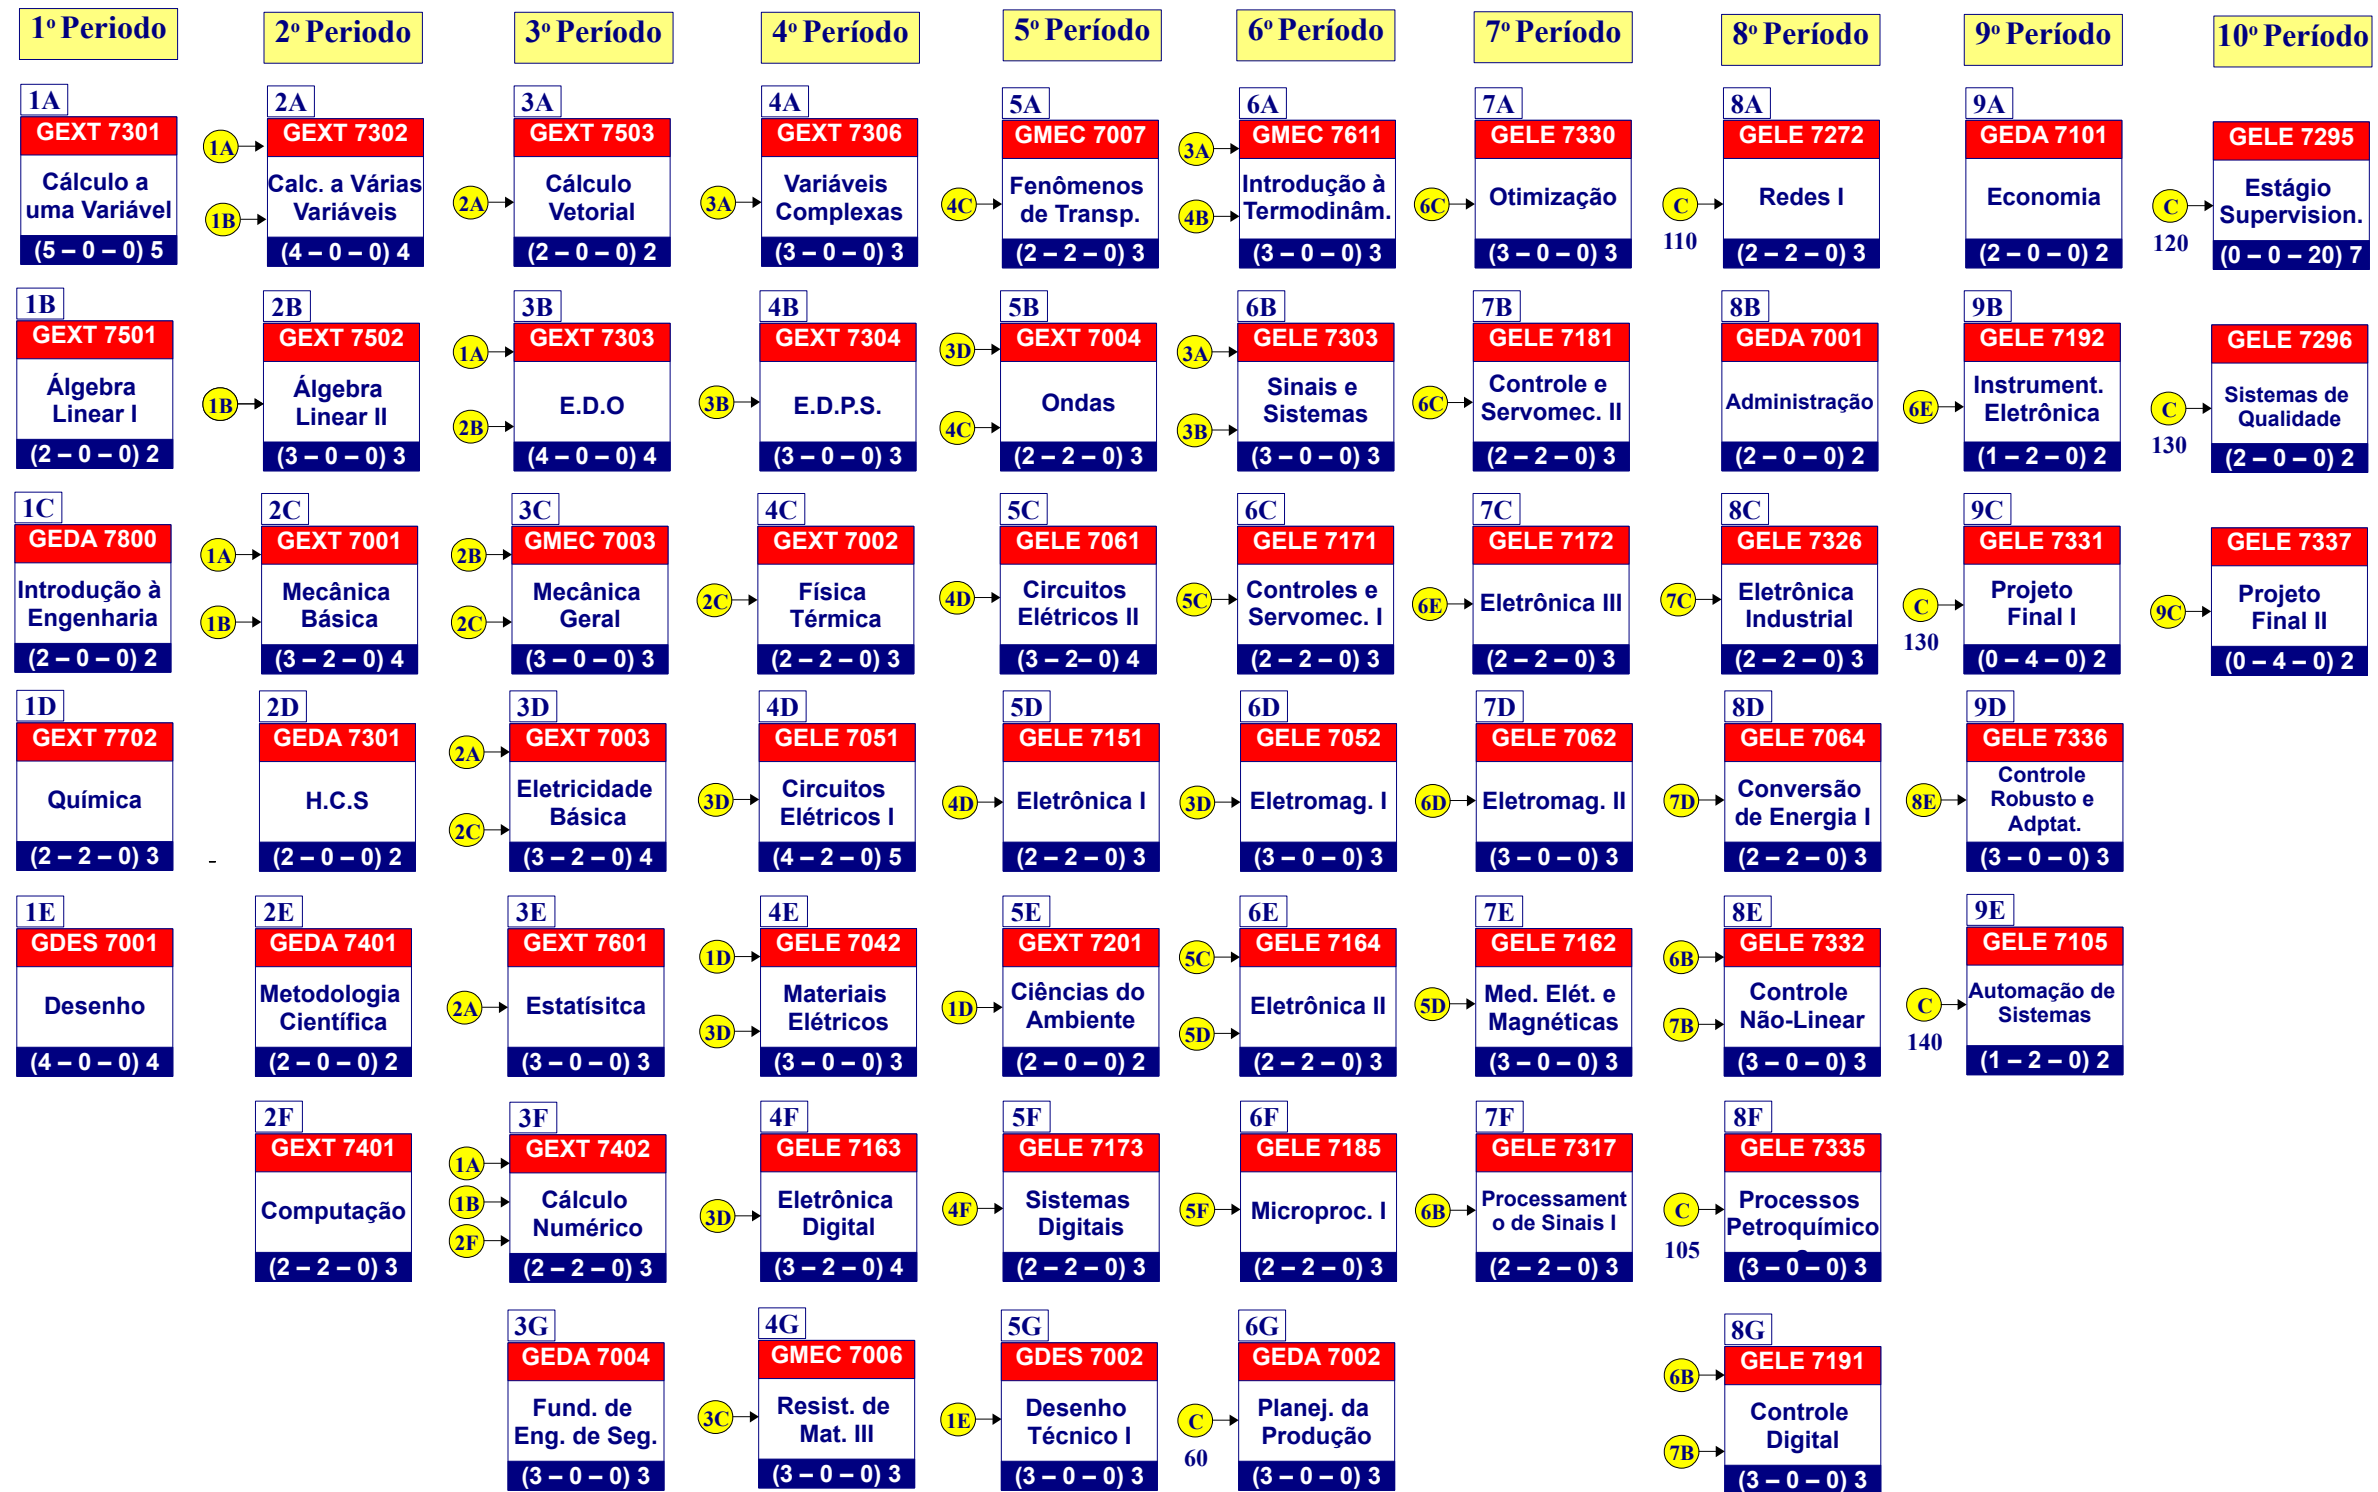 1º Periodo
2º Periodo
3º Período
4º Período
5º Período
6º Período
7º Período
8º Período
9º Período
10º Período
1A
GEXT 7301
Cálculo a
uma Variável
(5 – 0 – 0) 5
1A
1B
2A
GEXT 7302
Calc. a Várias
Variáveis
(4 – 0 – 0) 4
2A
3A
GEXT 7503
Cálculo
Vetorial
(2 – 0 – 0) 2
3A
4A
GEXT 7306
Variáveis
Complexas
(3 – 0 – 0) 3
4C
5A
GMEC 7007
Fenômenos
de Transp.
(2 – 2 – 0) 3
3A
4B
6A
GMEC 7611
Introdução à
Termodinâm.
(3 – 0 – 0) 3
6C
7A
GELE 7330
Otimização
(3 – 0 – 0) 3
C
110
8A
GELE 7272
Redes I
(2 – 2 – 0) 3
9A
GEDA 7101
Economia
(2 – 0 – 0) 2
C
120
GELE 7295
Estágio
Supervision.
(0 – 0 – 20) 7
1B
GEXT 7501
Álgebra
Linear I
(2 – 0 – 0) 2
1B
2B
GEXT 7502
Álgebra
Linear II
(3 – 0 – 0) 3
1A
2B
3B
GEXT 7303
E.D.O
(4 – 0 – 0) 4
3B
4B
GEXT 7304
E.D.P.S.
(3 – 0 – 0) 3
3D
4C
5B
GEXT 7004
Ondas
(2 – 2 – 0) 3
3A
3B
6B
GELE 7303
Sinais e
Sistemas
(3 – 0 – 0) 3
6C
7B
GELE 7181
Controle e
Servomec. II
(2 – 2 – 0) 3
8B
GEDA 7001
Administração
(2 – 0 – 0) 2
6E
9B
GELE 7192
Instrument.
Eletrônica
(1 – 2 – 0) 2
C
130
GELE 7296
Sistemas de
Qualidade
(2 – 0 – 0) 2
1C
GEDA 7800
Introdução à
Engenharia
(2 – 0 – 0) 2
1A
1B
2C
GEXT 7001
Mecânica
Básica
(3 – 2 – 0) 4
2B
2C
3C
GMEC 7003
Mecânica
Geral
(3 – 0 – 0) 3
2C
4C
GEXT 7002
Física
Térmica
(2 – 2 – 0) 3
4D
5C
GELE 7061
Circuitos
Elétricos II
(3 – 2– 0) 4
5C
6C
GELE 7171
Controles e
Servomec. I
(2 – 2 – 0) 3
6E
7C
GELE 7172
Eletrônica III
(2 – 2 – 0) 3
7C
8C
GELE 7326
Eletrônica
Industrial
(2 – 2 – 0) 3
C
130
9C
GELE 7331
Projeto
Final I
(0 – 4 – 0) 2
9C
GELE 7337
Projeto
Final II
(0 – 4 – 0) 2
1D
GEXT 7702
Química
(2 – 2 – 0) 3
-
2D
GEDA 7301
H.C.S
(2 – 0 – 0) 2
2A
2C
3D
GEXT 7003
Eletricidade
Básica
(3 – 2 – 0) 4
3D
4D
GELE 7051
Circuitos
Elétricos I
(4 – 2 – 0) 5
4D
5D
GELE 7151
Eletrônica I
(2 – 2 – 0) 3
3D
6D
GELE 7052
Eletromag. I
(3 – 0 – 0) 3
6D
7D
GELE 7062
Eletromag. II
(3 – 0 – 0) 3
7D
8D
GELE 7064
Conversão
de Energia I
(2 – 2 – 0) 3
8E
9D
GELE 7336
Controle
Robusto e
Adptat.
(3 – 0 – 0) 3
1E
GDES 7001
Desenho
(4 – 0 – 0) 4
2E
GEDA 7401
Metodologia
Científica
(2 – 0 – 0) 2
2A
3E
GEXT 7601
Estatísitca
(3 – 0 – 0) 3
1D
3D
4E
GELE 7042
Materiais
Elétricos
(3 – 0 – 0) 3
1D
5E
GEXT 7201
Ciências do
Ambiente
(2 – 0 – 0) 2
5C
5D
6E
GELE 7164
Eletrônica II
(2 – 2 – 0) 3
5D
7E
GELE 7162
Med. Elét. e
Magnéticas
(3 – 0 – 0) 3
6B
7B
8E
GELE 7332
Controle
Não-Linear
(3 – 0 – 0) 3
C
140
9E
GELE 7105
Automação de
Sistemas
(1 – 2 – 0) 2
2F
GEXT 7401
Computação
(2 – 2 – 0) 3
1A
1B
2F
3F
GEXT 7402
Cálculo
Numérico
(2 – 2 – 0) 3
3D
4F
GELE 7163
Eletrônica
Digital
(3 – 2 – 0) 4
4F
5F
GELE 7173
Sistemas
Digitais
(2 – 2 – 0) 3
5F
6F
GELE 7185
Microproc. I
(2 – 2 – 0) 3
6B
7F
GELE 7317
Processament
o de Sinais I
(2 – 2 – 0) 3
C
105
8F
GELE 7335
Processos
Petroquímico
(3 – 0 – 0) 3
3G
GEDA 7004
Fund. de
Eng. de Seg.
(3 – 0 – 0) 3
3C
4G
GMEC 7006
Resist. de
Mat. III
(3 – 0 – 0) 3
1E
5G
GDES 7002
Desenho
Técnico I
(3 – 0 – 0) 3
C
60
6G
GEDA 7002
Planej. da
Produção
(3 – 0 – 0) 3
6B
7B
8G
GELE 7191
Controle
Digital
(3 – 0 – 0) 3